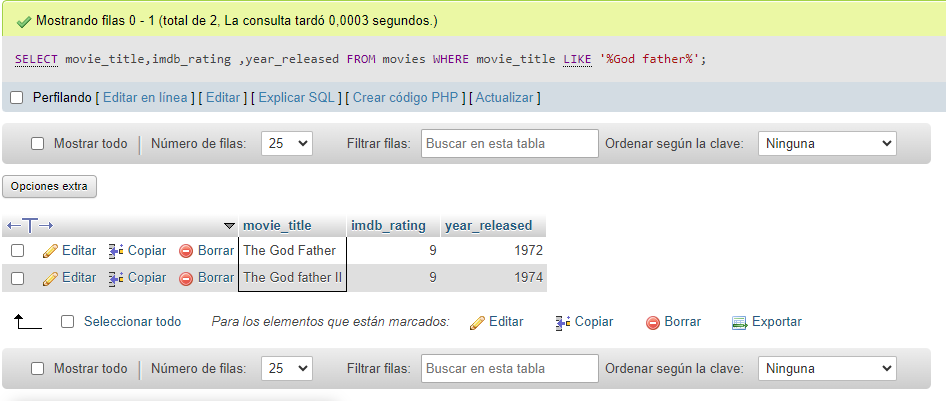 Mostrando filas 0 - 1 (total de 2, La consulta tardó 0,0003 segundos.)
SELECT movie_title,imdb_rating ,year_released FROM movies WHERE movie_title LIKE '%God father%';
Perfilando [ Editar en línea ] [ Editar ] [ Explicar SQL ] [ Crear código PHP ] [ Actualizar ]
Mostrar todo Número de filas: 25 Filtrar filas: Buscar en esta tabla Ordenar según la clave: Ninguna
Opciones extra
movie_title imdb_rating year_released
Editar Copiar Borrar The God Father 9 1972
Editar Copiar Borrar The God father II 9 1974
Seleccionar todo Para los elementos que están marcados: Editar Copiar Borrar Exportar
Mostrar todo Número de filas: 25 Filtrar filas: Buscar en esta tabla Ordenar según la clave: Ninguna